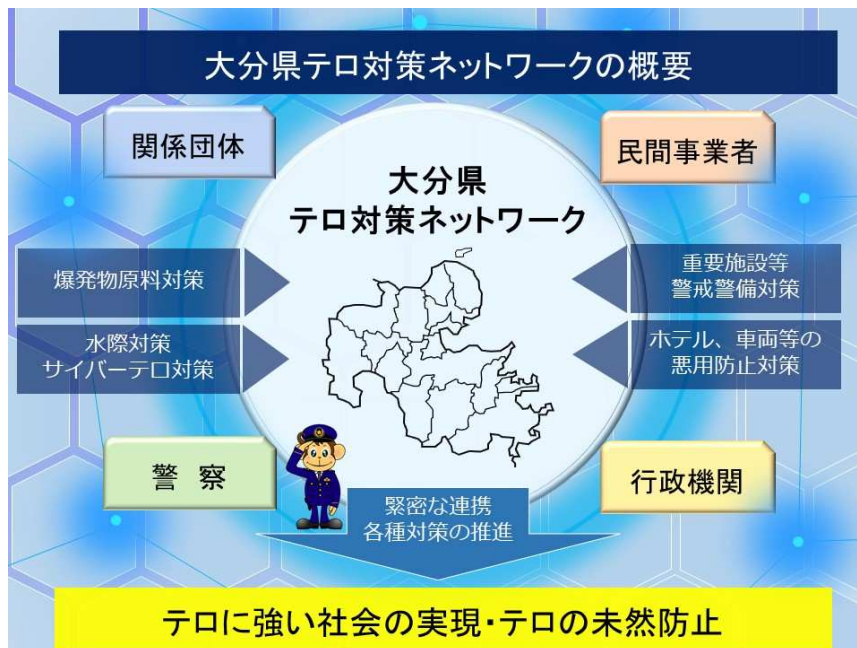 大分県テロ対策ネットワークの概要
関係団体
民間事業者
大分県
テロ対策ネットワーク
爆発物原料対策
重要施設等
警戒警備対策
水際対策
サイバーテロ対策
ホテル、車両等の
悪用防止対策
警 察
行政機関
緊密な連携
各種対策の推進
テロに強い社会の実現・テロの未然防止